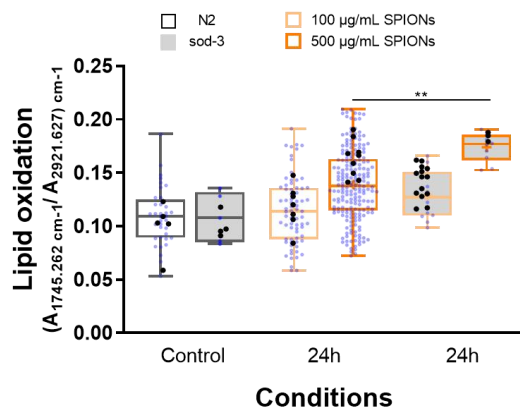 N2
100 µg/mL SPIONs
sod-3
500 µg/mL SPIONs
Lipid oxidation
(A1745.262 cm-1/A2921.627) cm-1
0.25
0.20
0.15
0.10
0.05
0.00
**
Control
24h
24h
Conditions